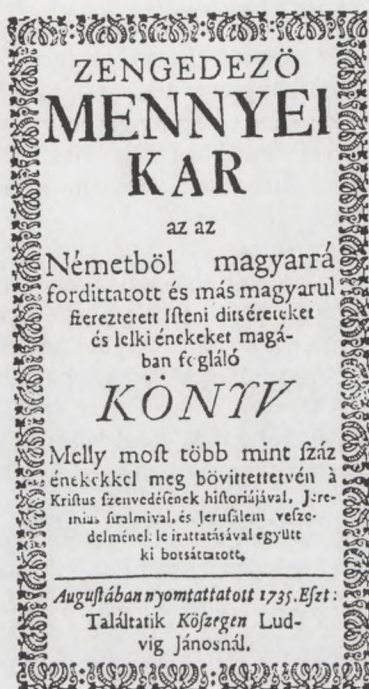 ZENGEDEZÖ
MENNYEI
KAR
az az
Németböl magyarrá
fordittatott és más magyarul
ſzereztetett Iſteni ditséreteket
és lelki énekeket magá-
ban fogláló
KÖNYV
Melly moſt több mint ſzáz
énekekkel meg bövittettetvén à
Kriſtus ſzenvedéſének hiſtoriájával, Jere-
miás ſiralmival, és Jeruſálem veſze-
delmének le irattatásával együtt
ki botsáttatott.
Auguſtában nyomtattatott 1735. Eſzt:
Találtatik Köſzegen Lud-
vig Jánosnál.